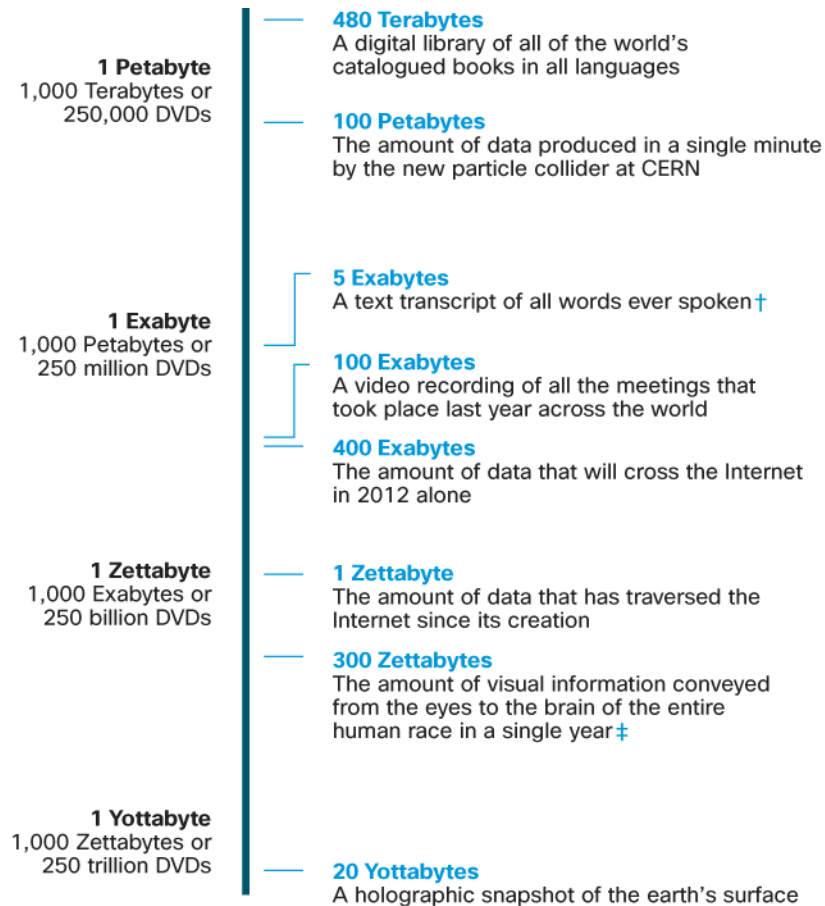 480 Terabytes
A digital library of all of the world's
catalogued books in all languages
1 Petabyte
1,000 Terabytes or
250,000 DVDs
100 Petabytes
The amount of data produced in a single minute
by the new particle collider at CERN
5 Exabytes
A text transcript of all words ever spoken†
1 Exabyte
1,000 Petabytes or
250 million DVDs
100 Exabytes
A video recording of all the meetings that
took place last year across the world
400 Exabytes
The amount of data that will cross the Internet
in 2012 alone
1 Zettabyte
1,000 Exabytes or
250 billion DVDs
1 Zettabyte
The amount of data that has traversed the
Internet since its creation
300 Zettabytes
The amount of visual information conveyed
from the eyes to the brain of the entire
human race in a single year‡
1 Yottabyte
1,000 Zettabytes or
250 trillion DVDs
20 Yottabytes
A holographic snapshot of the earth's surface